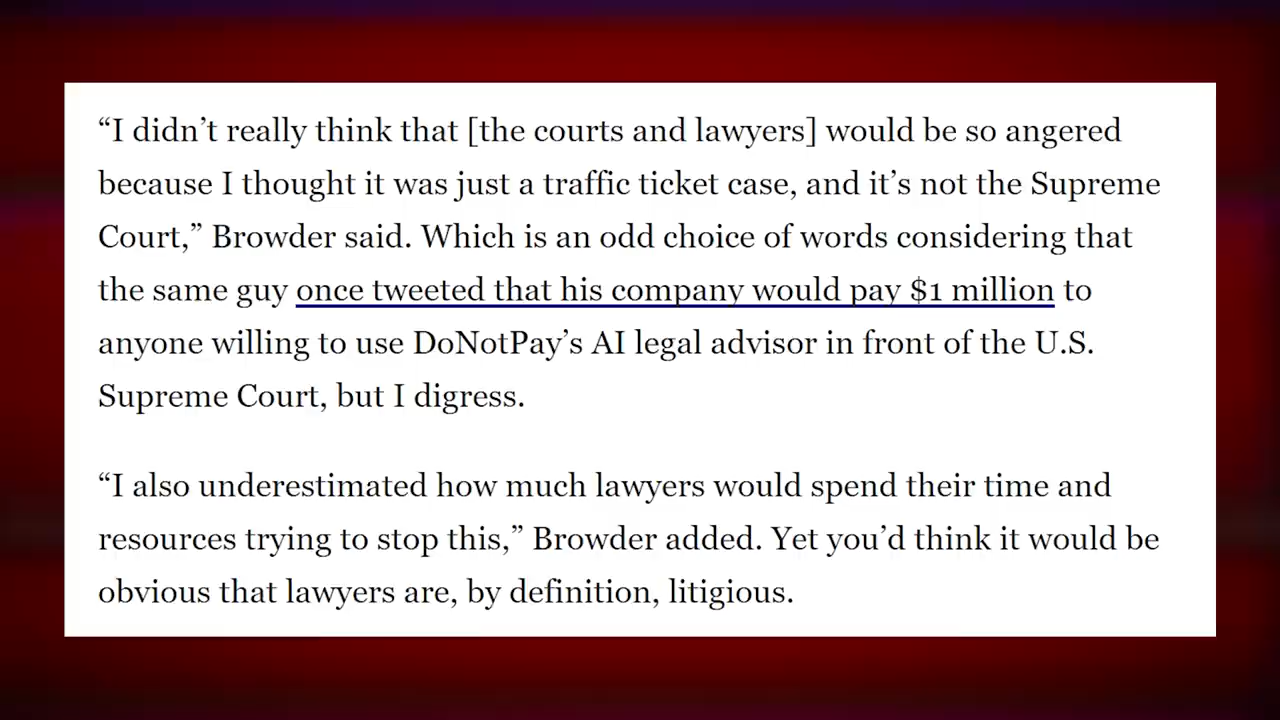 “I didn’t really think that [the courts and lawyers] would be so angered
because I thought it was just a traffic ticket case, and it’s not the Supreme
Court,” Browder said. Which is an odd choice of words considering that
the same guy once tweeted that his company would pay $1 million to
anyone willing to use DoNotPay’s AI legal advisor in front of the U.S.
Supreme Court, but I digress.
“I also underestimated how much lawyers would spend their time and
resources trying to stop this,” Browder added. Yet you’d think it would be
obvious that lawyers are, by definition, litigious.